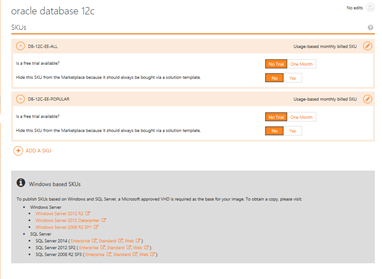 oracle database 12c
No edits
SKUs
DB-12C-EE-ALL
Usage-based monthly billed SKU
Is a free trial available?
No Trial One Month
Hide this SKU from the Marketplace because it should always be bought via a solution template.
No Yes
DB-12C-EE-POPULAR
Usage-based monthly billed SKU
Is a free trial available?
No Trial One Month
Hide this SKU from the Marketplace because it should always be bought via a solution template.
No Yes
ADD A SKU
Windows based SKUs
To publish SKUs based on Windows and SQL Server, a Microsoft approved VHD is required as the base for your image. To obtain a copy, please visit:
Windows Server
Windows Server 2012 R2
Windows Server 2012 Datacenter
Windows Server 2008 R2 SP1
SQL Server
SQL Server 2014 ( Enterprise , Standard , Web )
SQL Server 2012 SP2 ( Enterprise , Standard , Web )
SQL Server 2008 R2 SP3 ( Enterprise , Standard , Web )